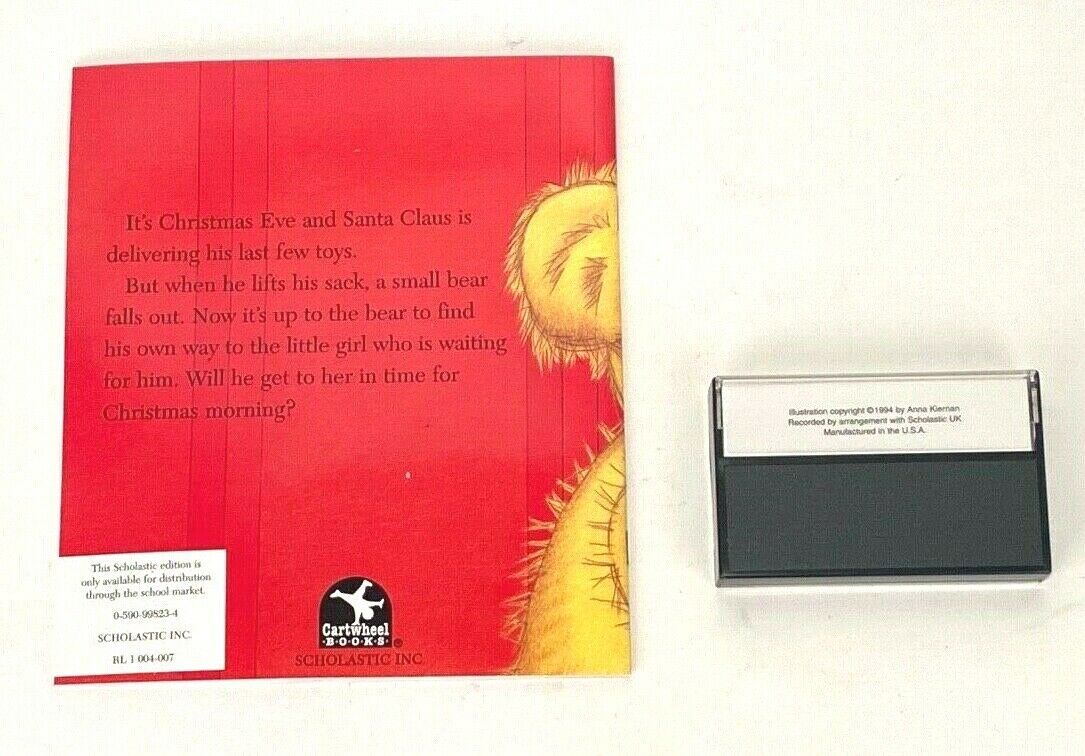 It's Christmas Eve and Santa Claus is
delivering his last few toys.
But when he lifts his sack, a small bear
falls out. Now it's up to the bear to find
his own way to the little girl who is waiting
for him. Will he get to her in time for
Christmas morning?
This Scholastic edition is
only available for distribution
through the school market.
0-590-99823-4
SCHOLASTIC INC.
RL 1 004-007
Cartwheel
·B·O·O·K·S· ®
SCHOLASTIC INC
Illustration copyright ©1994 by Anna Kiernan
Recorded by arrangement with Scholastic UK
Manufactured in the U.S.A.